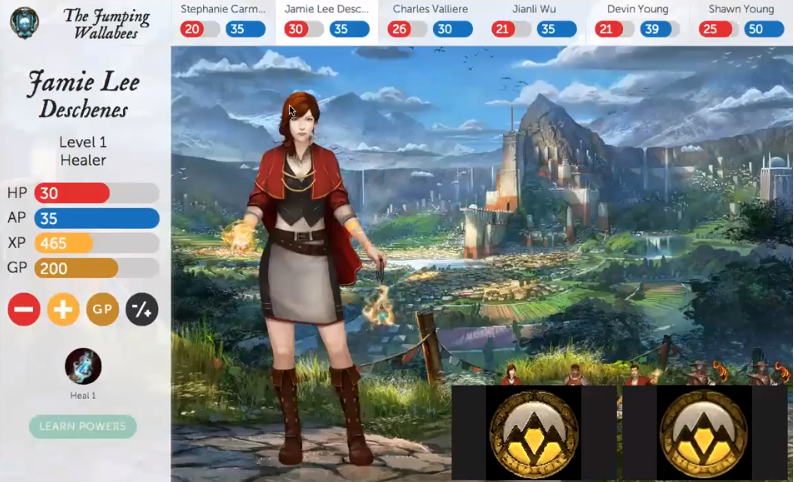 The Jumping
Wallabees
Stephanie Carm...
20 35
Jamie Lee Desc...
30 35
Charles Valliere
26 30
Jianli Wu
21 35
Devin Young
21 39
Shawn Young
25 50
Jamie Lee
Deschenes
Level 1
Healer
HP 30
AP 35
XP 465
GP 200
GP
-/+
Heal 1
LEARN POWERS